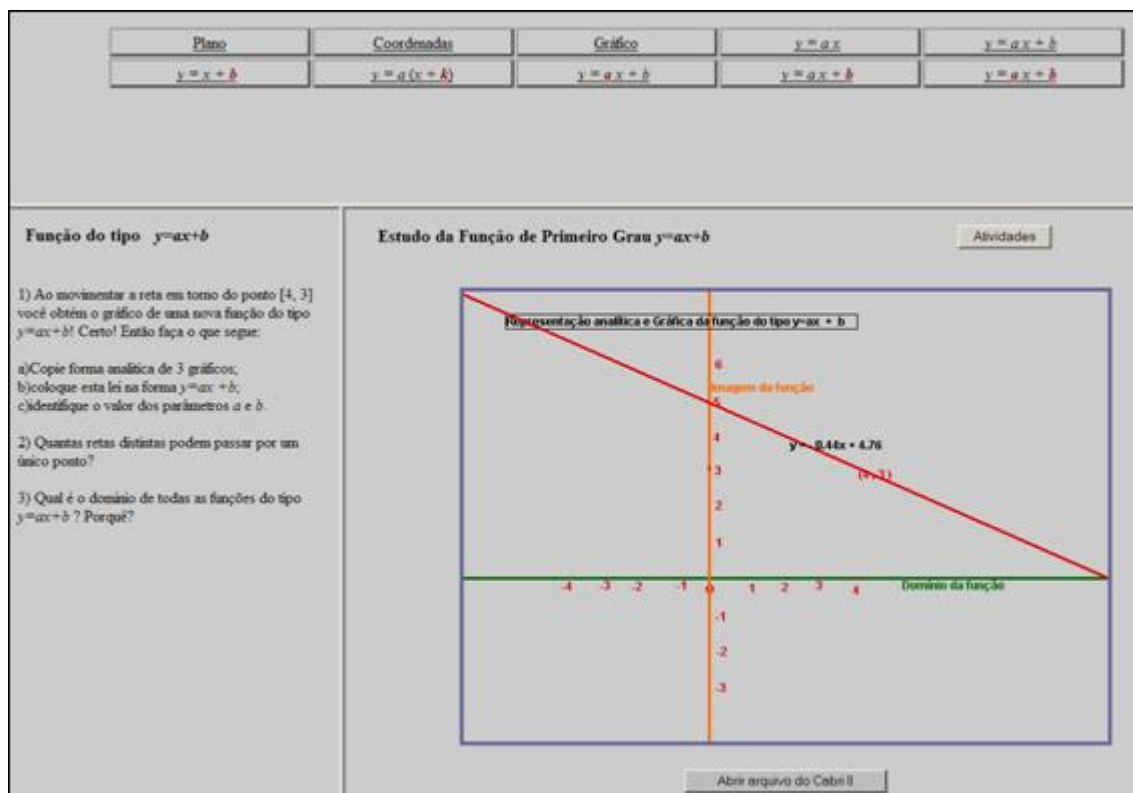 Plano
Coordenadas
Gráfico
y = a x
y = a x + b
y = x + b
y = a (x + k)
y = a x + b
y = a x + b
y = a x + b
Função do tipo y=ax+b
1) Ao movimentar a reta em torno do ponto [4, 3]
você obtém o gráfico de uma nova função do tipo
y=ax+b! Certo! Então faça o que segue:
a)Copie forma analítica de 3 gráficos;
b)coloque esta lei na forma y=ax +b;
c)identifique o valor dos parâmetros a e b.
2) Quantas retas distintas podem passar por um
único ponto?
3) Qual é o domínio de todas as funções do tipo
y=ax+b ? Porquê?
Estudo da Função de Primeiro Grau y=ax+b
Atividades
Representação analítica e Gráfica da função do tipo y=ax + b
6
Imagem da função
5
4
y = - 0.44x + 4.76
3
(4, 3)
2
1
-4 -3 -2 -1 0 1 2 3 4
Domínio da função
-1
-2
-3
Abrir arquivo do Cabri II